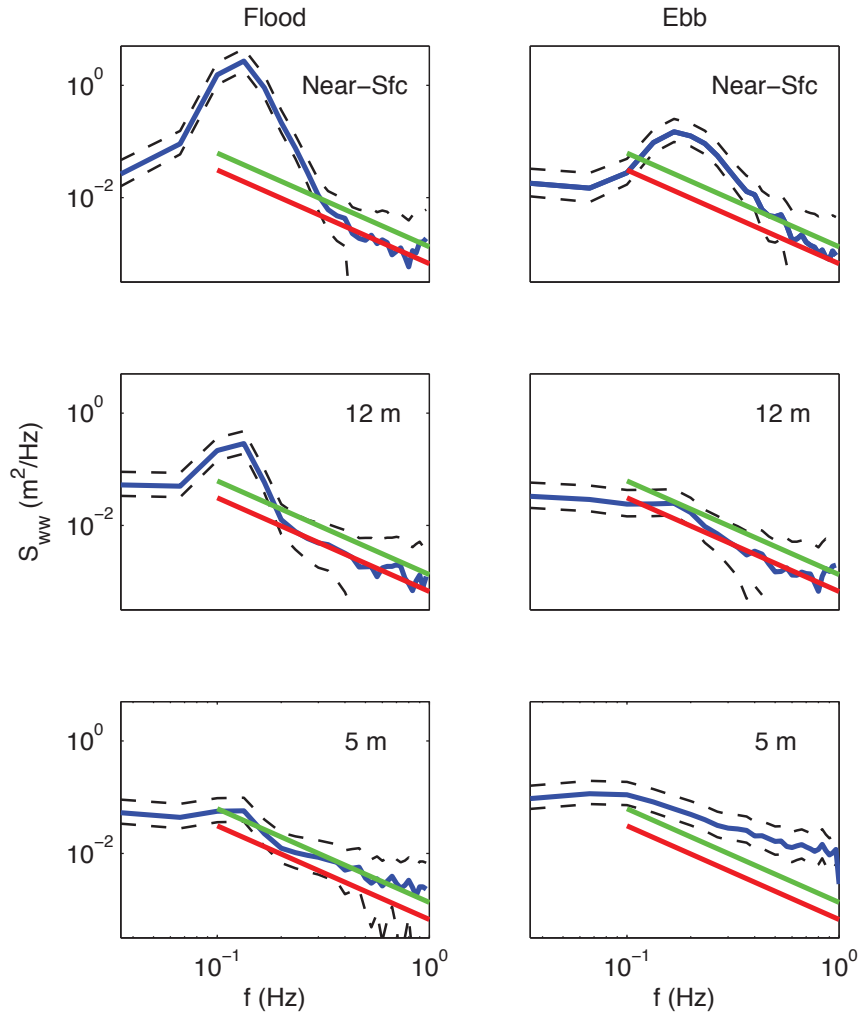 Flood
Ebb
10^0
10^-2
Near-Sfc
Near-Sfc
S_ww (m^2/Hz)
10^0
10^-2
12 m
12 m
10^0
10^-2
5 m
5 m
10^-1
10^0
10^-1
10^0
f (Hz)
f (Hz)